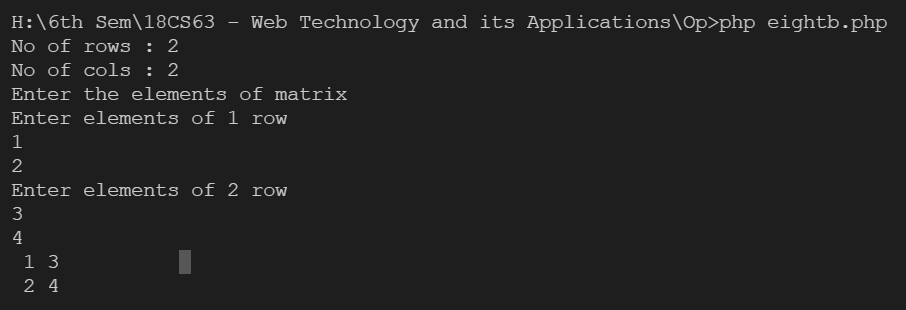 H:\6th Sem\18CS63 - Web Technology and its Applications\Op>php eightb.php
No of rows : 2
No of cols : 2
Enter the elements of matrix
Enter elements of 1 row
1
2
Enter elements of 2 row
3
4
 1 3
 2 4